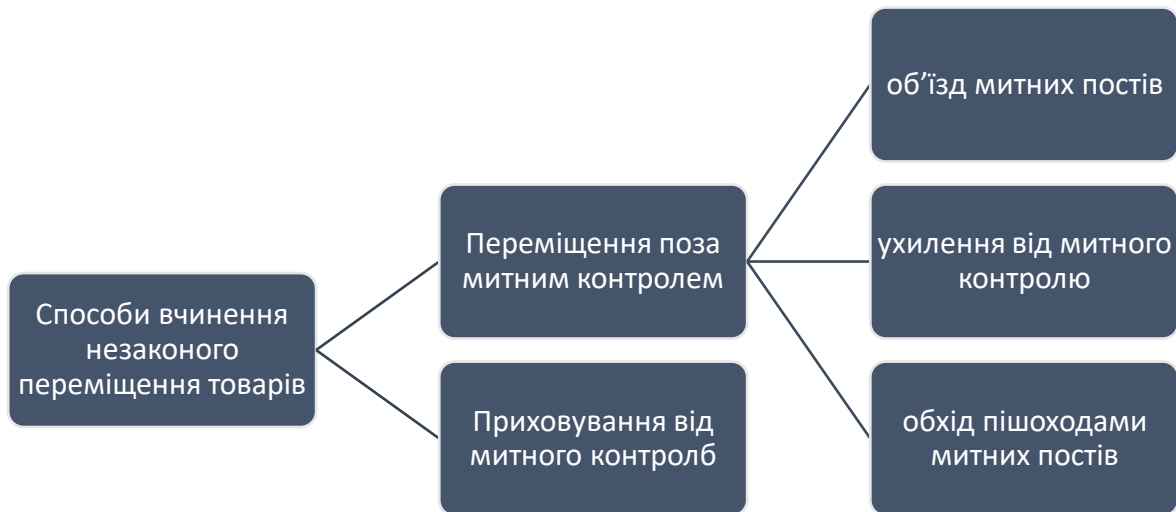 Способи вчинення
незаконого
переміщення товарів
Переміщення поза
митним контролем
Приховування від
митного контролб
об’їзд митних постів
ухилення від митного
контролю
обхід пішоходами
митних постів